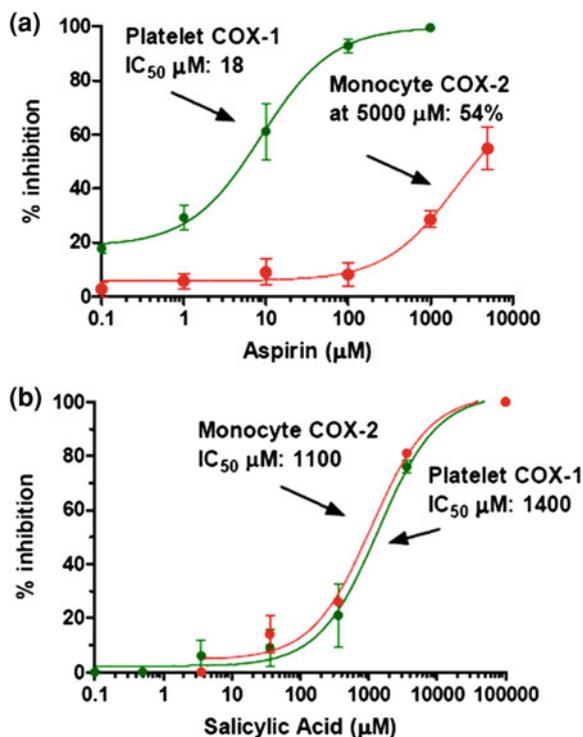 (a)
100
80
60
40
20
0
% inhibition
Platelet COX-1
IC50 µM: 18
Monocyte COX-2
at 5000 µM: 54%
0.1 1 10 100 1000 10000
Aspirin (µM)
(b)
100
80
60
40
20
0
% inhibition
Monocyte COX-2
IC50 µM: 1100
Platelet COX-1
IC50 µM: 1400
0.1 1 10 100 1000 10000 100000
Salicylic Acid (µM)